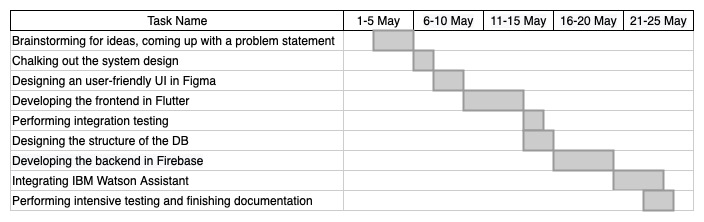 Task Name 1-5 May 6-10 May 11-15 May 16-20 May 21-25 May
Brainstorming for ideas, coming up with a problem statement
Chalking out the system design
Designing an user-friendly UI in Figma
Developing the frontend in Flutter
Performing integration testing
Designing the structure of the DB
Developing the backend in Firebase
Integrating IBM Watson Assistant
Performing intensive testing and finishing documentation